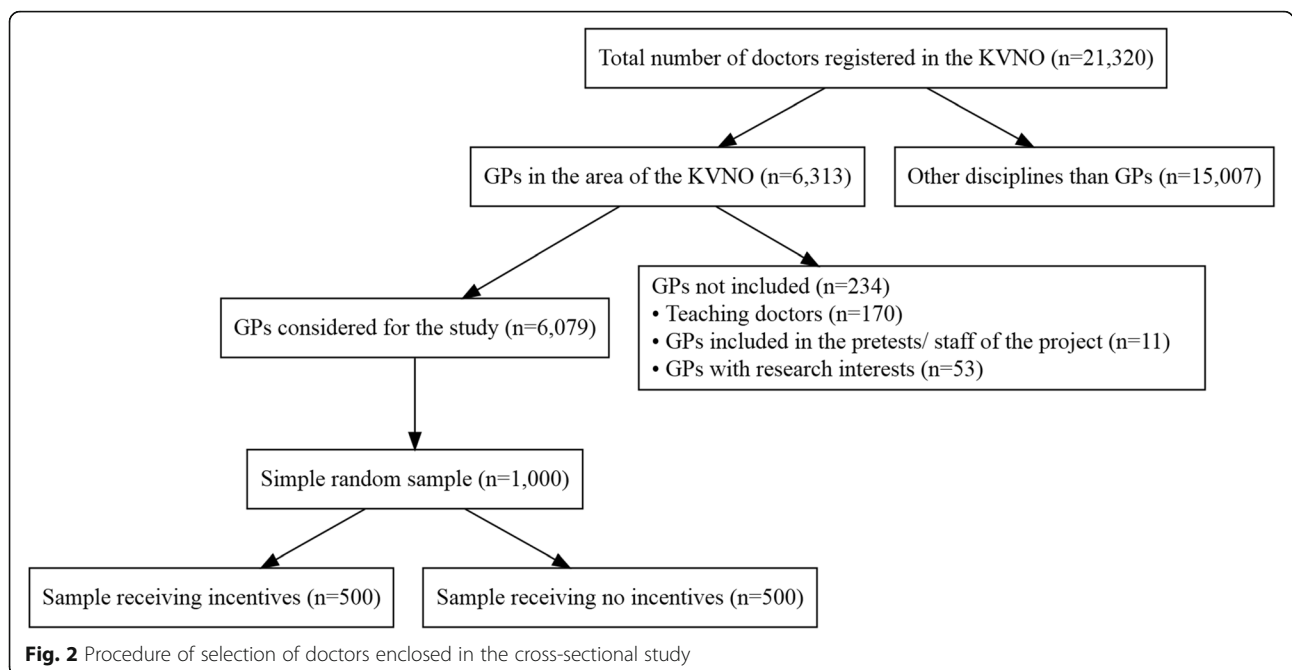 Total number of doctors registered in the KVNO (n=21,320)
GPs in the area of the KVNO (n=6,313)
Other disciplines than GPs (n=15,007)
GPs considered for the study (n=6,079)
GPs not included (n=234)
• Teaching doctors (n=170)
• GPs included in the pretests/ staff of the project (n=11)
• GPs with research interests (n=53)
Simple random sample (n=1,000)
Sample receiving incentives (n=500)
Sample receiving no incentives (n=500)
Fig. 2 Procedure of selection of doctors enclosed in the cross-sectional study